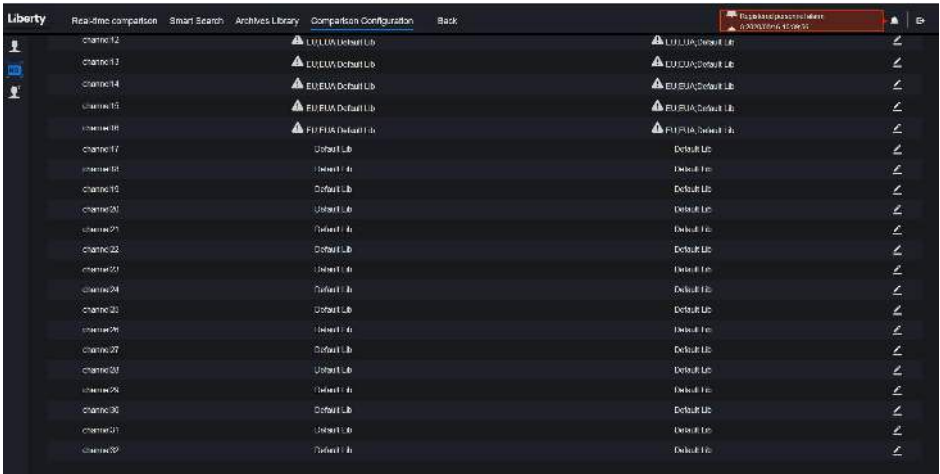 Liberty Real-time comparison Smart Search Archives Library Comparison Configuration Back
Registered personnel alarm
channel12 EU;EUA;Default Lib EU;EUA;Default Lib
channel13 EU;EUA;Default Lib EU;EUA;Default Lib
channel14 EU;EUA;Default Lib EU;EUA;Default Lib
channel15 EU;EUA;Default Lib EU;EUA;Default Lib
channel16 EU;EUA;Default Lib EU;EUA;Default Lib
channel17 Default Lib Default Lib
channel18 Default Lib Default Lib
channel19 Default Lib Default Lib
channel20 Default Lib Default Lib
channel21 Default Lib Default Lib
channel22 Default Lib Default Lib
channel23 Default Lib Default Lib
channel24 Default Lib Default Lib
channel25 Default Lib Default Lib
channel26 Default Lib Default Lib
channel27 Default Lib Default Lib
channel28 Default Lib Default Lib
channel29 Default Lib Default Lib
channel30 Default Lib Default Lib
channel31 Default Lib Default Lib
channel32 Default Lib Default Lib